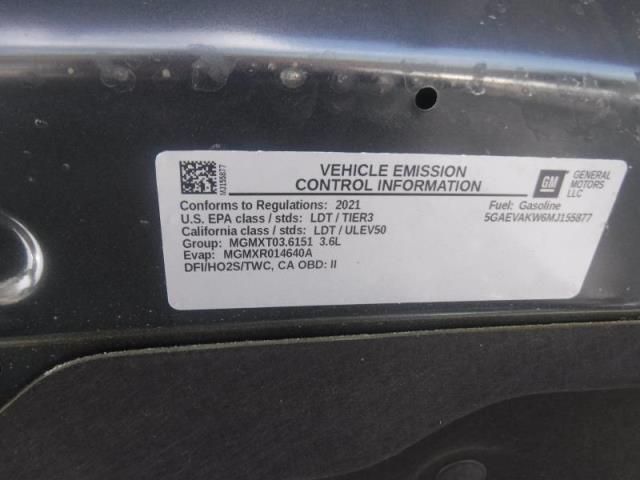 MJ155877
VEHICLE EMISSION
CONTROL INFORMATION
GM
GENERAL
MOTORS
LLC
Conforms to Regulations: 2021
Fuel: Gasoline
U.S. EPA class / stds: LDT / TIER3
5GAEVAKW6MJ155877
California class / stds: LDT / ULEV50
Group: MGMXT03.6151 3.6L
Evap: MGMXR014640A
DFI/HO2S/TWC, CA OBD: II